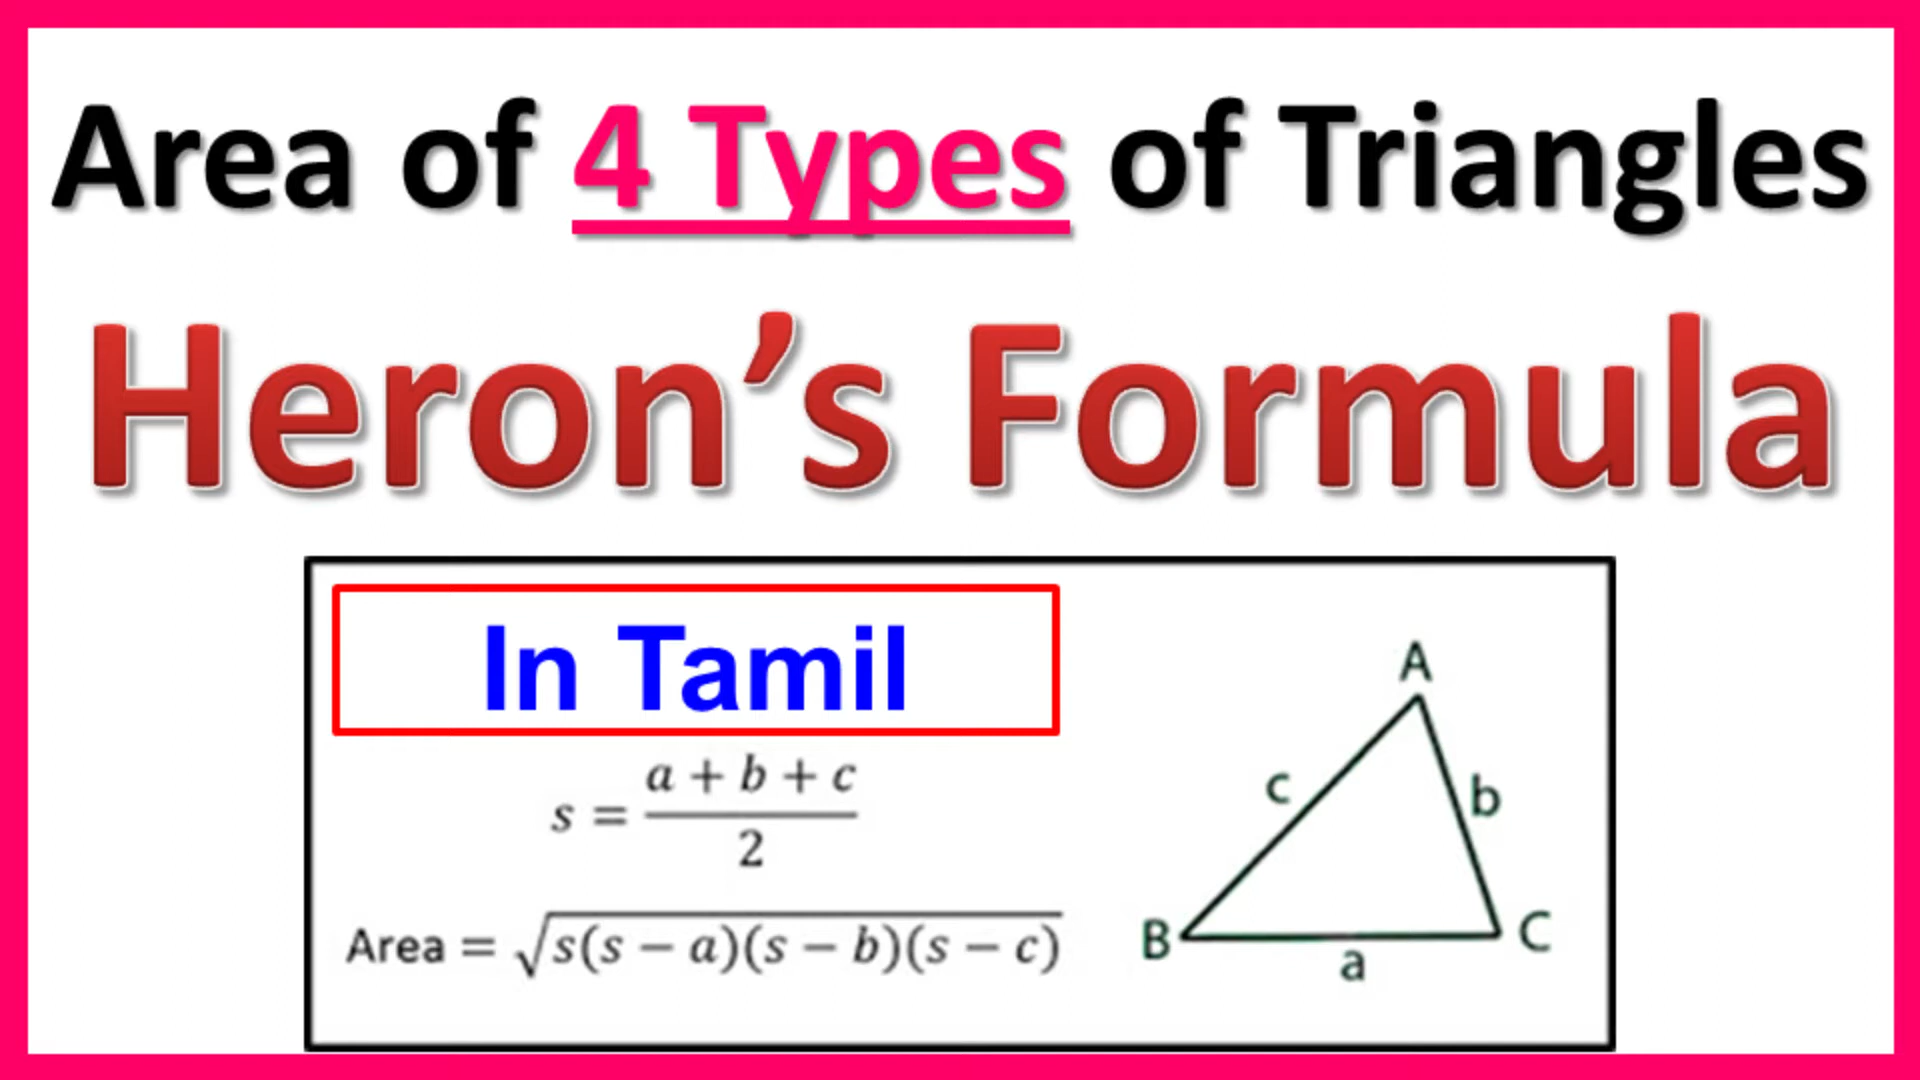 Area of 4 Types of Triangles
Heron’s Formula
In Tamil
s = a + b + c / 2
Area = √s(s − a)(s − b)(s − c)
A
c
b
B
C
a